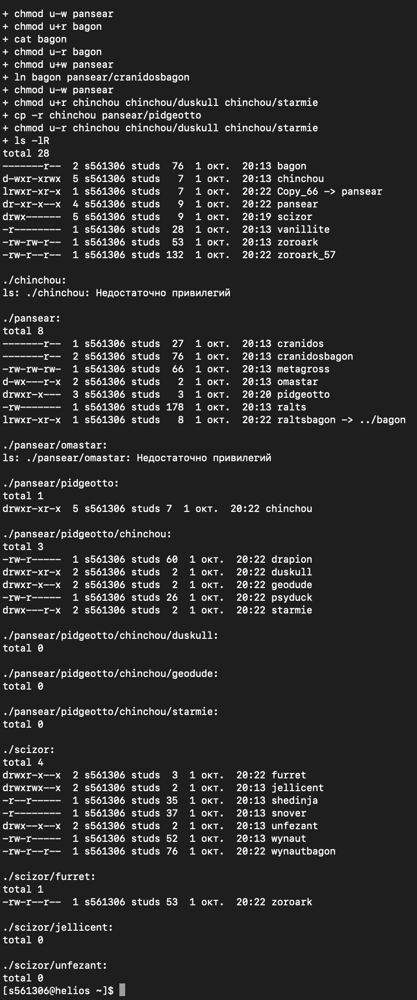 + chmod u-w pansear
+ chmod u+r bagon
+ cat bagon
+ chmod u-r bagon
+ chmod u+w pansear
+ ln bagon pansear/cranidosbagon
+ chmod u-w pansear
+ chmod u+r chinchou chinchou/duskull chinchou/starmie
+ cp -r chinchou pansear/pidgeotto
+ chmod u-r chinchou chinchou/duskull chinchou/starmie
+ ls -lR
total 28
-------r--  2 s561306 studs  76  1 окт.  20:13 bagon
d-wxr-xrwx  5 s561306 studs   7  1 окт.  20:13 chinchou
lrwxr-xr-x  1 s561306 studs   7  1 окт.  20:22 Copy_66 -> pansear
dr-xr-x--x  4 s561306 studs   9  1 окт.  20:22 pansear
drwx------  5 s561306 studs   9  1 окт.  20:19 scizor
-r--------  1 s561306 studs  28  1 окт.  20:13 vanillite
-rw-rw-r--  1 s561306 studs  53  1 окт.  20:13 zoroark
-rw-r--r--  1 s561306 studs 132  1 окт.  20:22 zoroark_57
./chinchou:
ls: ./chinchou: Недостаточно привилегий
./pansear:
total 8
-------r--  1 s561306 studs  27  1 окт.  20:13 cranidos
-------r--  2 s561306 studs  76  1 окт.  20:13 cranidosbagon
-rw-rw-rw-  1 s561306 studs  66  1 окт.  20:13 metagross
d-wx---r-x  2 s561306 studs   2  1 окт.  20:13 omastar
drwxr-x---  3 s561306 studs   3  1 окт.  20:20 pidgeotto
-rw-------  1 s561306 studs 178  1 окт.  20:13 ralts
lrwxr-xr-x  1 s561306 studs   8  1 окт.  20:22 raltsbagon -> ../bagon
./pansear/omastar:
ls: ./pansear/omastar: Недостаточно привилегий
./pansear/pidgeotto:
total 1
drwxr-xr-x  5 s561306 studs 7  1 окт.  20:22 chinchou
./pansear/pidgeotto/chinchou:
total 3
-rw-r-----  1 s561306 studs 60  1 окт.  20:22 drapion
drwxr-xr-x  2 s561306 studs  2  1 окт.  20:22 duskull
drwxr-x--x  2 s561306 studs  2  1 окт.  20:22 geodude
-rw-r-----  1 s561306 studs 26  1 окт.  20:22 psyduck
drwx---r-x  2 s561306 studs  2  1 окт.  20:22 starmie
./pansear/pidgeotto/chinchou/duskull:
total 0
./pansear/pidgeotto/chinchou/geodude:
total 0
./pansear/pidgeotto/chinchou/starmie:
total 0
./scizor:
total 4
drwxr-x--x  2 s561306 studs  3  1 окт.  20:22 furret
drwxrwx--x  2 s561306 studs  2  1 окт.  20:13 jellicent
-r--r-----  1 s561306 studs 35  1 окт.  20:13 shedinja
-r--------  1 s561306 studs 37  1 окт.  20:13 snover
drwx--x--x  2 s561306 studs  2  1 окт.  20:13 unfezant
-rw-r-----  1 s561306 studs 52  1 окт.  20:13 wynaut
-rw-r--r--  1 s561306 studs 76  1 окт.  20:22 wynautbagon
./scizor/furret:
total 1
-rw-r--r--  1 s561306 studs 53  1 окт.  20:22 zoroark
./scizor/jellicent:
total 0
./scizor/unfezant:
total 0
[s561306@helios ~]$